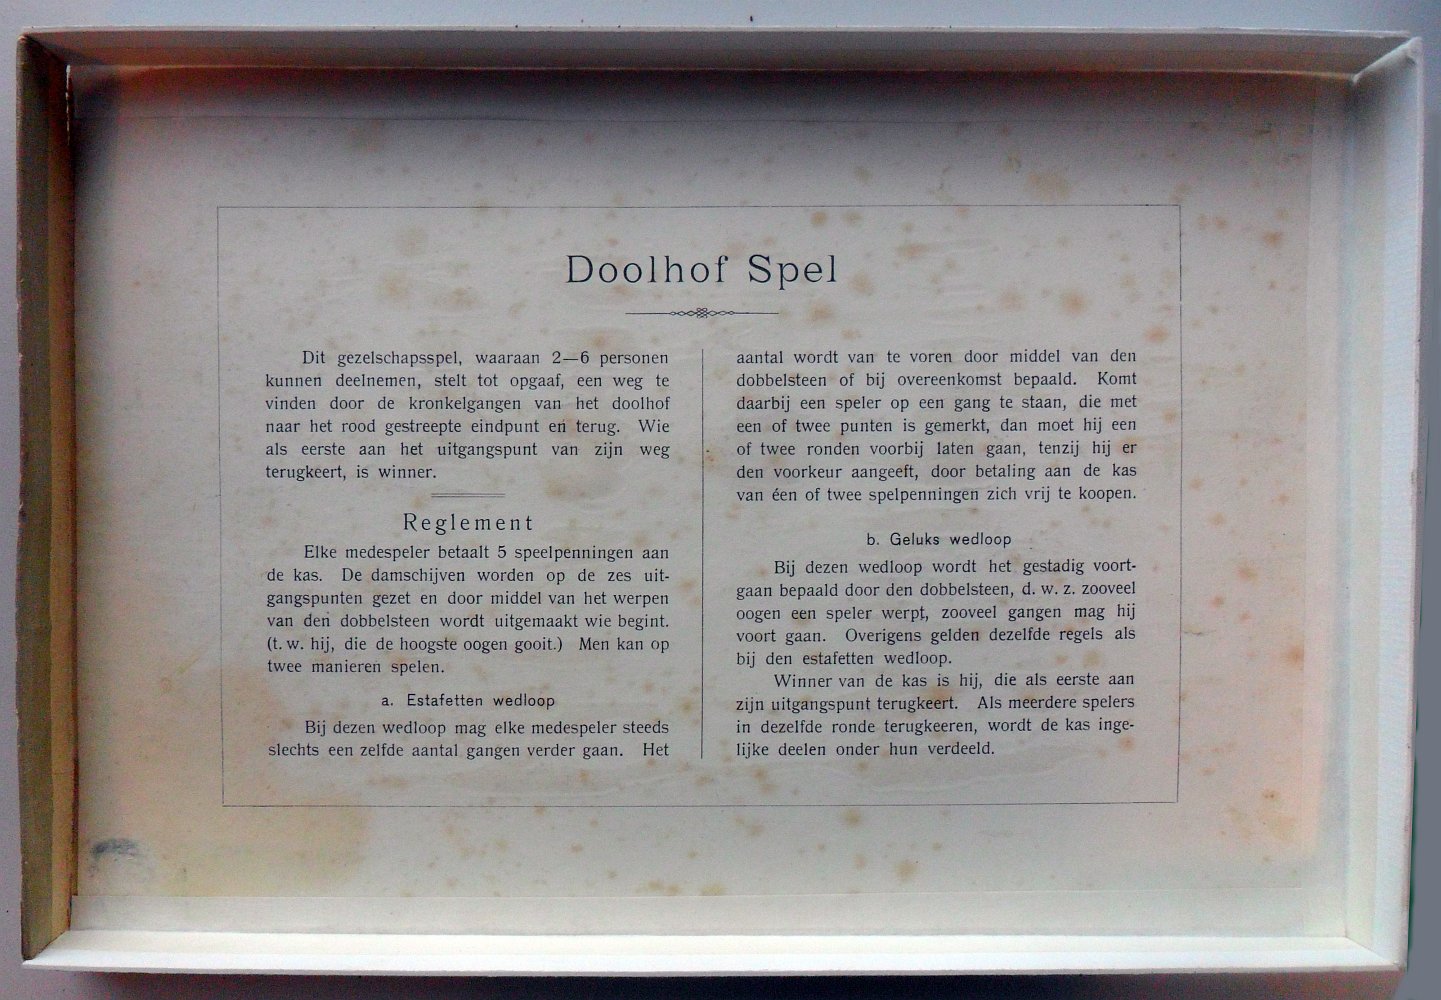 Doolhof Spel
Dit gezelschapsspel, waaraan 2—6 personen
kunnen deelnemen, stelt tot opgaaf, een weg te
vinden door de kronkelgangen van het doolhof
naar het rood gestreepte eindpunt en terug. Wie
als eerste aan het uitgangspunt van zijn weg
terugkeert, is winner.
Reglement
Elke medespeler betaalt 5 speelpenningen aan
de kas. De damschijven worden op de zes uit-
gangspunten gezet en door middel van het werpen
van den dobbelsteen wordt uitgemaakt wie begint.
(t. w. hij, die de hoogste oogen gooit.) Men kan op
twee manieren spelen.
a. Estafetten wedloop
Bij dezen wedloop mag elke medespeler steeds
slechts een zelfde aantal gangen verder gaan. Het
aantal wordt van te voren door middel van den
dobbelsteen of bij overeenkomst bepaald. Komt
daarbij een speler op een gang te staan, die met
een of twee punten is gemerkt, dan moet hij een
of twee ronden voorbij laten gaan, tenzij hij er
den voorkeur aangeeft, door betaling aan de kas
van éen of twee spelpenningen zich vrij te koopen.
b. Geluks wedloop
Bij dezen wedloop wordt het gestadig voort-
gaan bepaald door den dobbelsteen, d. w. z. zooveel
oogen een speler werpt, zooveel gangen mag hij
voort gaan. Overigens gelden dezelfde regels als
bij den estafetten wedloop.
Winner van de kas is hij, die als eerste aan
zijn uitgangspunt terugkeert. Als meerdere spelers
in dezelfde ronde terugkeeren, wordt de kas inge-
lijke deelen onder hun verdeeld.